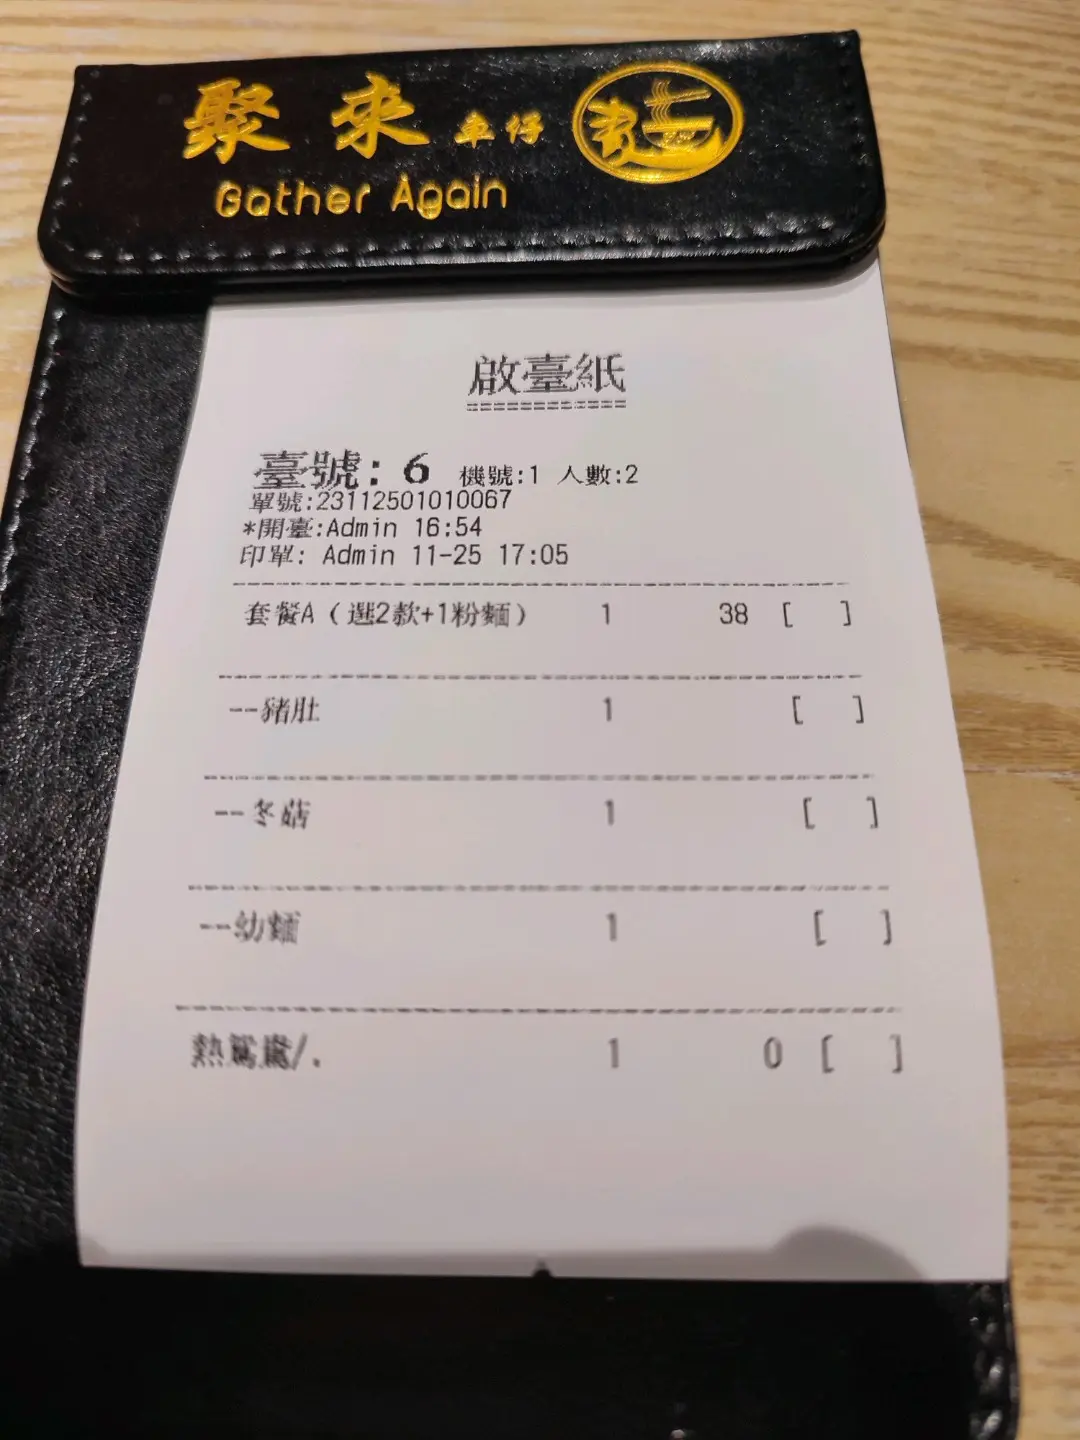 聚來車仔麵
Gather Again
啟臺紙
臺號: 6 機號:1 人數:2
單號:23112501010067
*開臺:Admin 16:54
印單: Admin 11-25 17:05
套餐A(選2款+1粉麵) 1 38 [ ]
--豬肚 1 [ ]
--冬菇 1 [ ]
--幼麵 1 [ ]
熱鴛鴦/. 1 0 [ ]